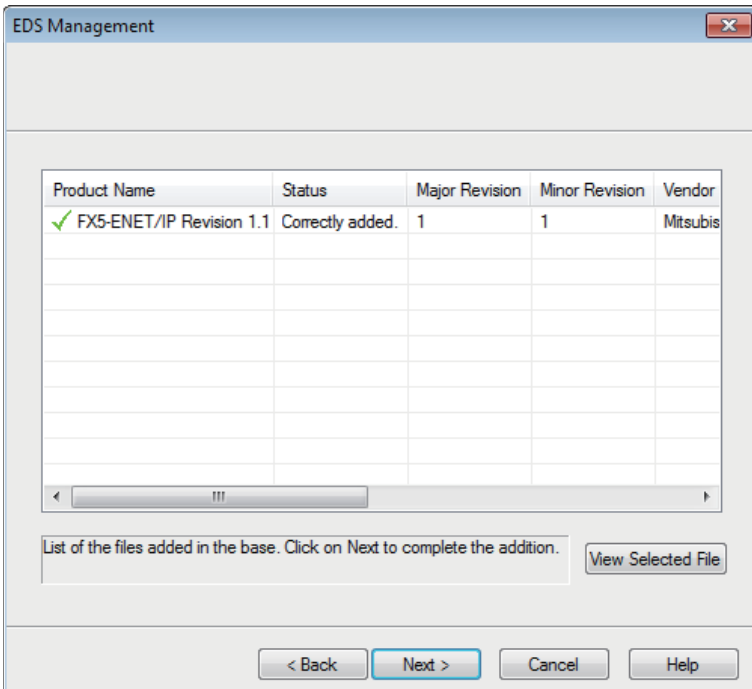 EDS Management
Product Name Status Major Revision Minor Revision Vendor
FX5-ENET/IP Revision 1.1 Correctly added. 1 1 Mitsubis
List of the files added in the base. Click on Next to complete the addition.
View Selected File
< Back Next > Cancel Help